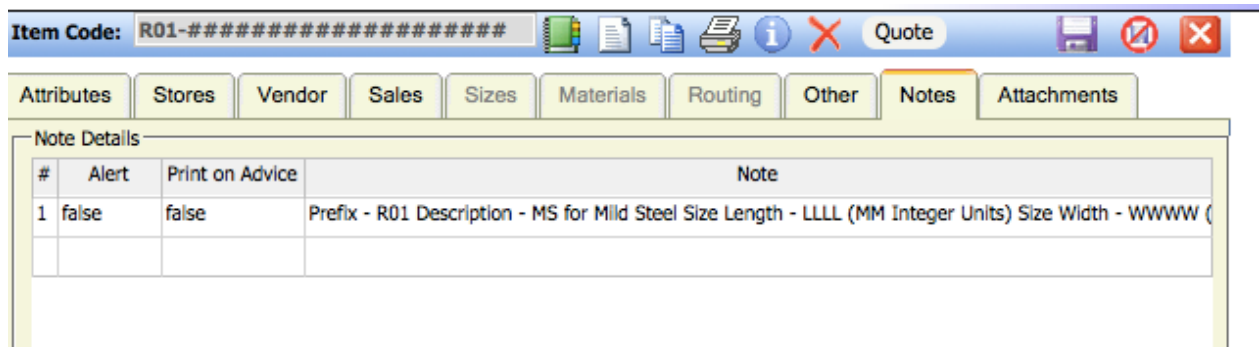 Item Code: R01-#################### Quote
Attributes Stores Vendor Sales Sizes Materials Routing Other Notes Attachments
Note Details
# Alert Print on Advice Note
1 false false Prefix - R01 Description - MS for Mild Steel Size Length - LLLL (MM Integer Units) Size Width - WWWW (